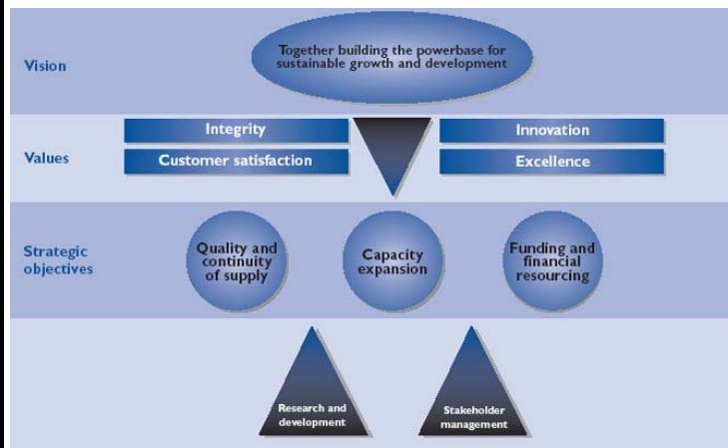 Vision
Together building the powerbase for
sustainable growth and development
Values
Integrity
Innovation
Customer satisfaction
Excellence
Strategic
objectives
Quality and
continuity
of supply
Capacity
expansion
Funding and
financial
resourcing
Research and
development
Stakeholder
management